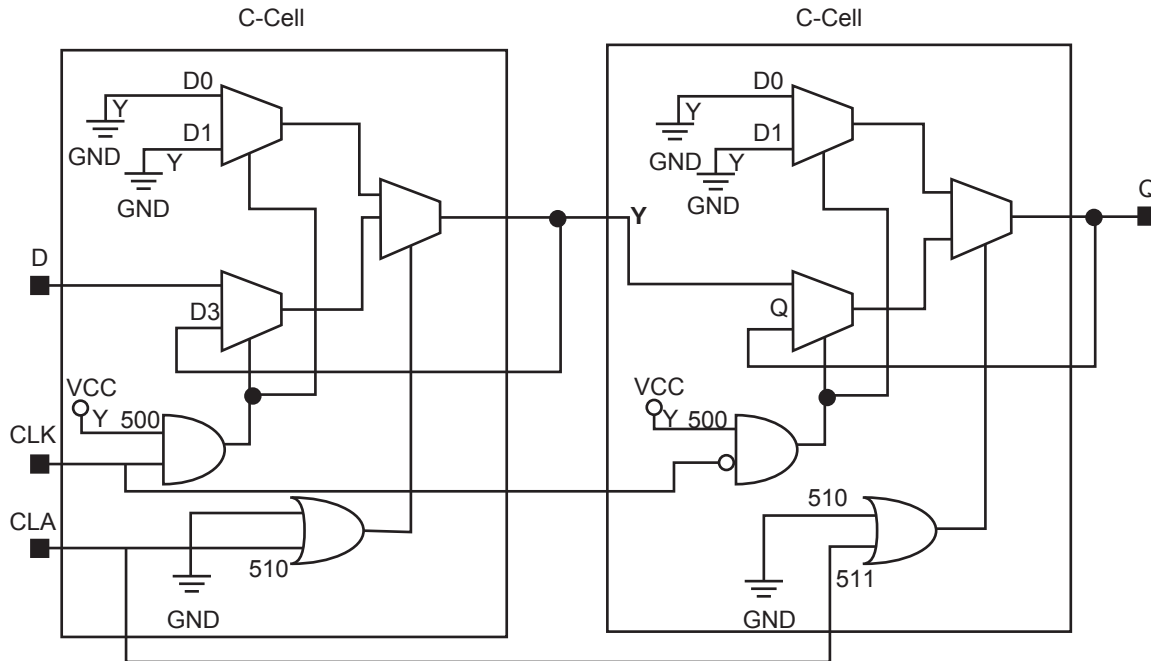 C-Cell C-Cell
D0 D0
Y Y
D1 D1
GND Y GND Y
GND GND
Y
Q
D
D3 Q
VCC VCC
Y 500 Y 500
CLK
CLA
510
510
511
GND GND